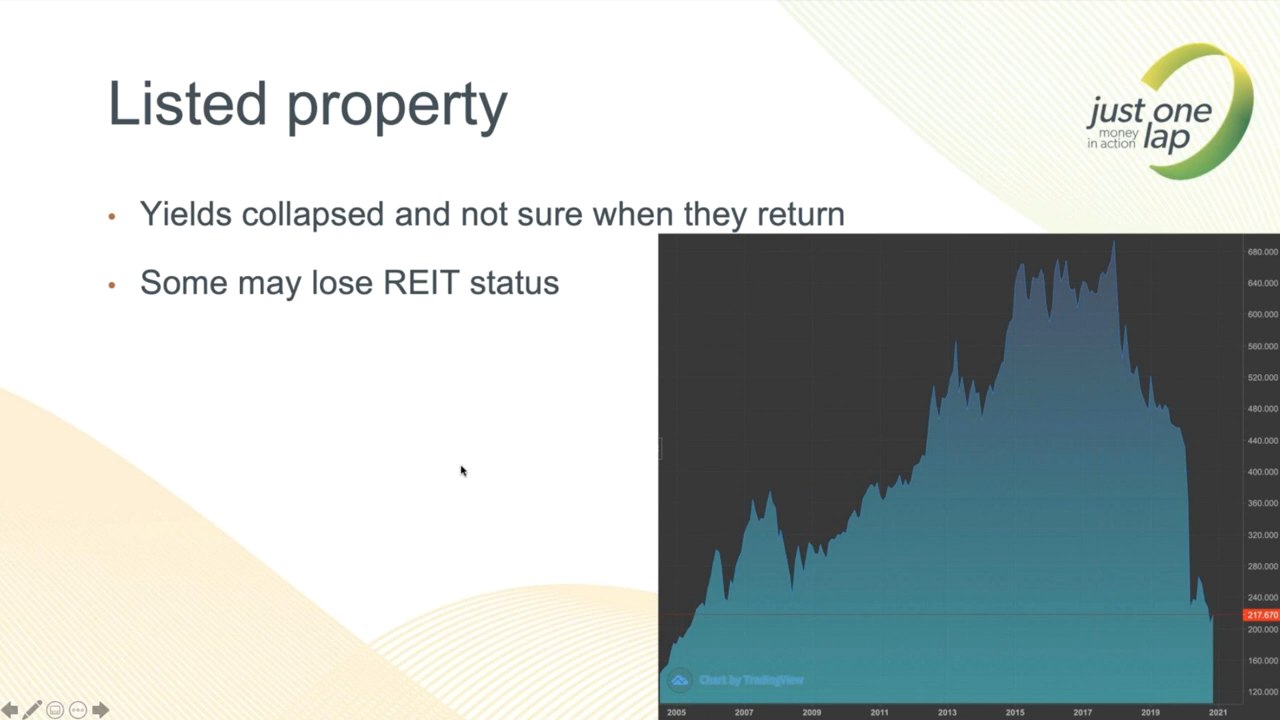 Listed property
just one
money
in action
lap
• Yields collapsed and not sure when they return
• Some may lose REIT status
680.000
640.000
600.000
560.000
520.000
480.000
440.000
400.000
360.000
320.000
280.000
240.000
217.670
200.000
160.000
120.000
Chart by TradingView
2005 2007 2009 2011 2013 2015 2017 2019 2021